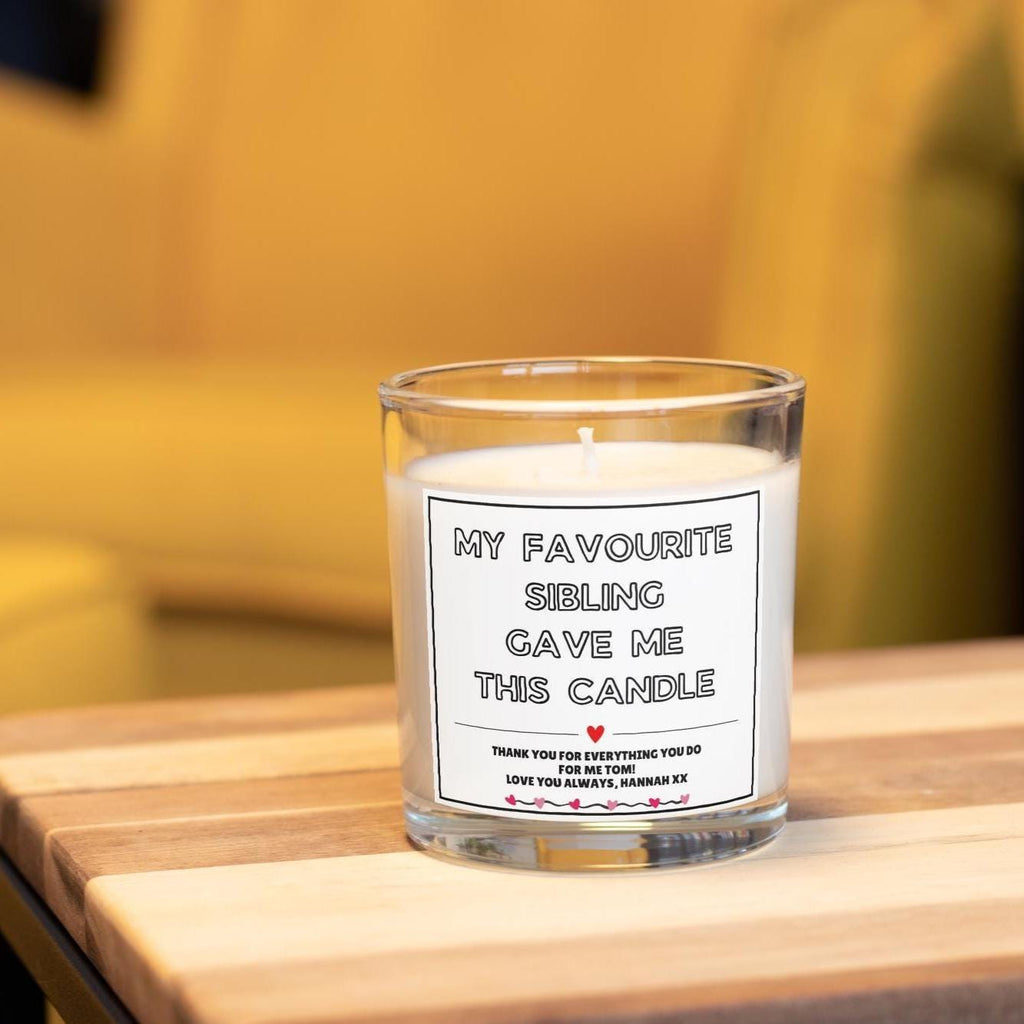 MY FAVOURITE
SIBLING
GAVE ME
THIS CANDLE
THANK YOU FOR EVERYTHING YOU DO
FOR ME TOM!
LOVE YOU ALWAYS, HANNAH XX